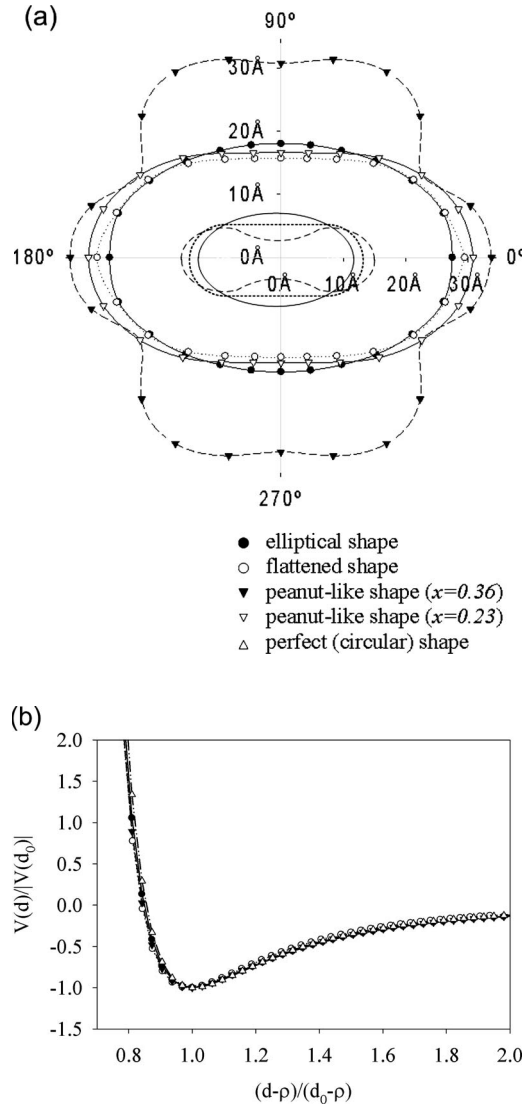 (a)
90°
30Å
20Å
10Å
180° 0Å 0°
0Å 10Å 20Å 30Å
270°
elliptical shape
flattened shape
peanut-like shape (x=0.36)
peanut-like shape (x=0.23)
perfect (circular) shape
(b)
2.0
1.5
1.0
0.5
0.0
-0.5
-1.0
-1.5
V(d)/|V(d₀)|
0.8 1.0 1.2 1.4 1.6 1.8 2.0
(d-ρ)/(d₀-ρ)